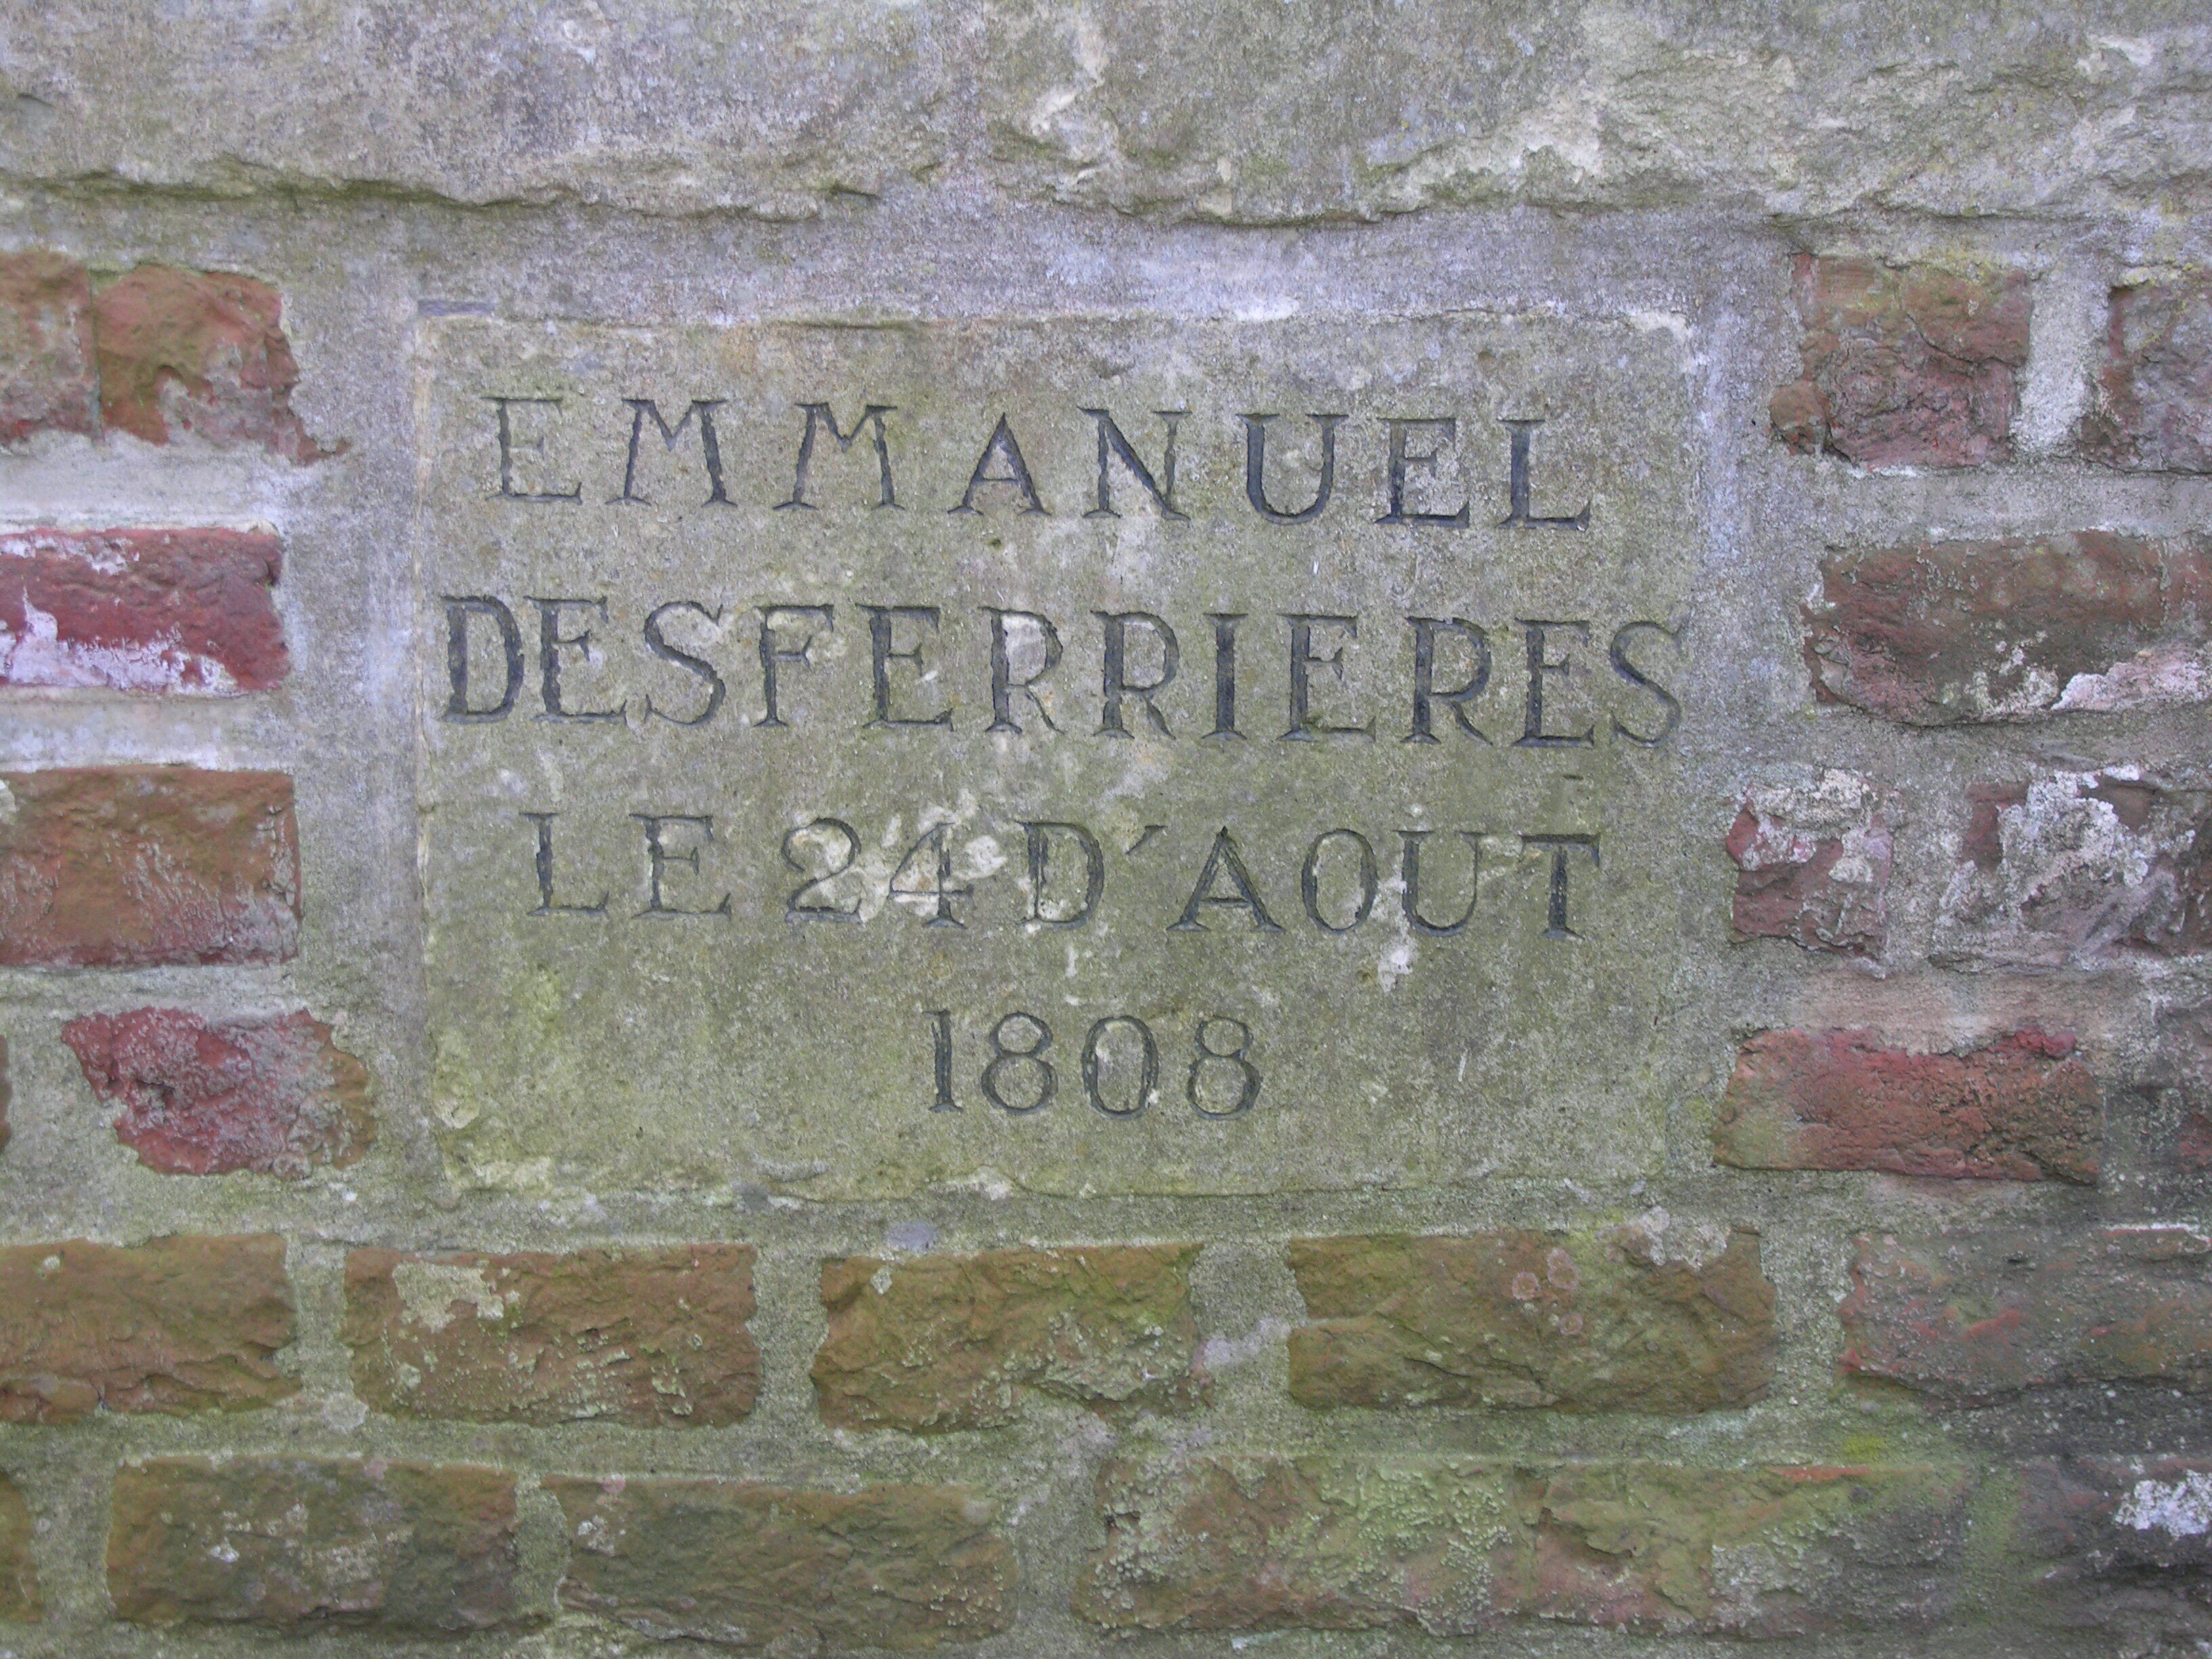 EMMANUEL
DESFERRIERES
LE 24 D'AOUT
1808